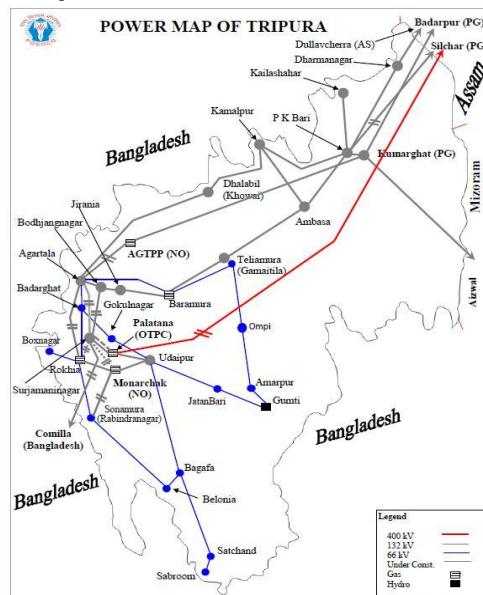 POWER MAP OF TRIPURA
Badarpur (PG)
Dullavcherra (AS)
Silchar (PG)
Dharmanagar
Kailashahar
Assam
Kamalpur
P K Bari
Bangladesh
Kumarghat (PG)
Mizoram
Dhalabil
(Khowai)
Jirania
Bodhjangnagar
Ambasa
AGTPP (NO)
Agartala
Teliamura
(Gamaitila)
Aizwal
Badarghat
Gokulnagar
Baramura
Palatana
(OTPC)
Ompi
Boxnagar
Rokhia
Udaipur
Monarchak
(NO)
Amarpur
Surjamaninagar
JatanBari
Gumti
Sonamura
(Rabindranagar)
Comilla
(Bangladesh)
Bangladesh
Bagafa
Bangladesh
Belonia
Satchand
Sabroom
Legend
400 kV
132 kV
66 kV
Under Const.
Gas
Hydro